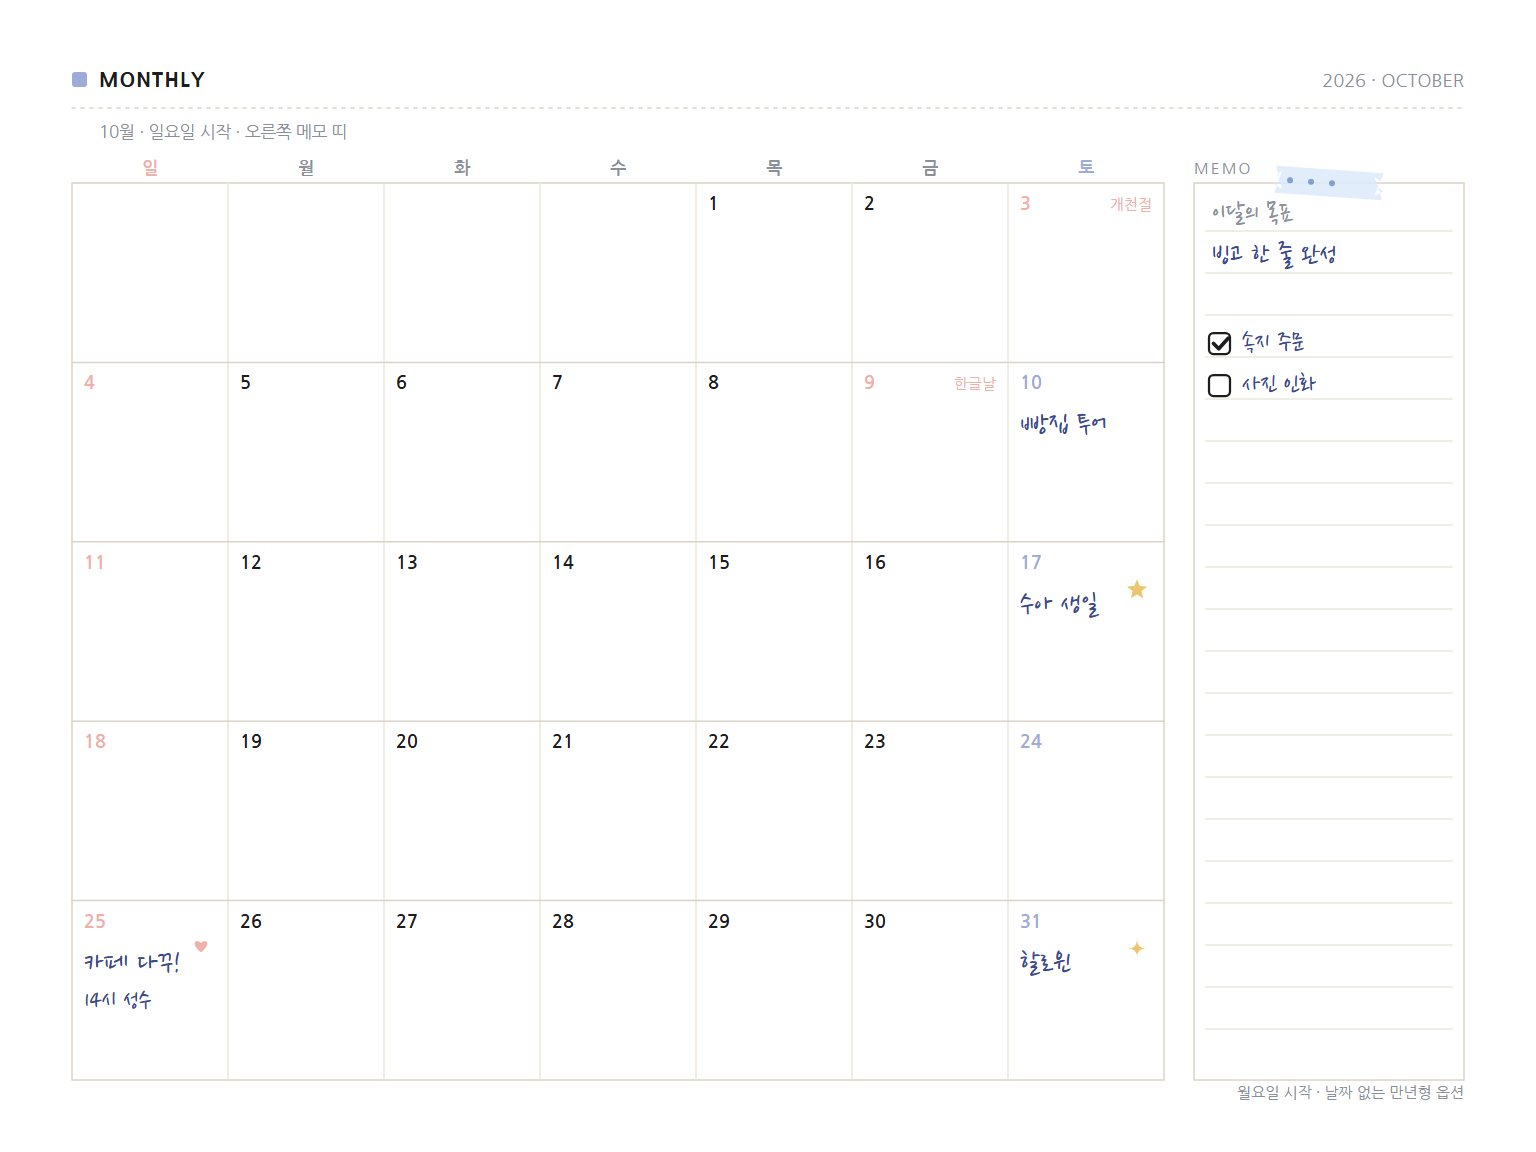 MONTHLY
2026 · OCTOBER
10월 · 일요일 시작 · 오른쪽 메모 띠
일 월 화 수 목 금 토
1 2 3 개천절
4 5 6 7 8 9 한글날 10
빵집 투어
11 12 13 14 15 16 17
수아 생일
18 19 20 21 22 23 24
25 26 27 28 29 30 31
카페 다꾸! 할로윈
14시 성수
MEMO
이달의 목표
빙고 한 줄 완성
속지 주문
사진 인화
월요일 시작 · 날짜 없는 만년형 옵션